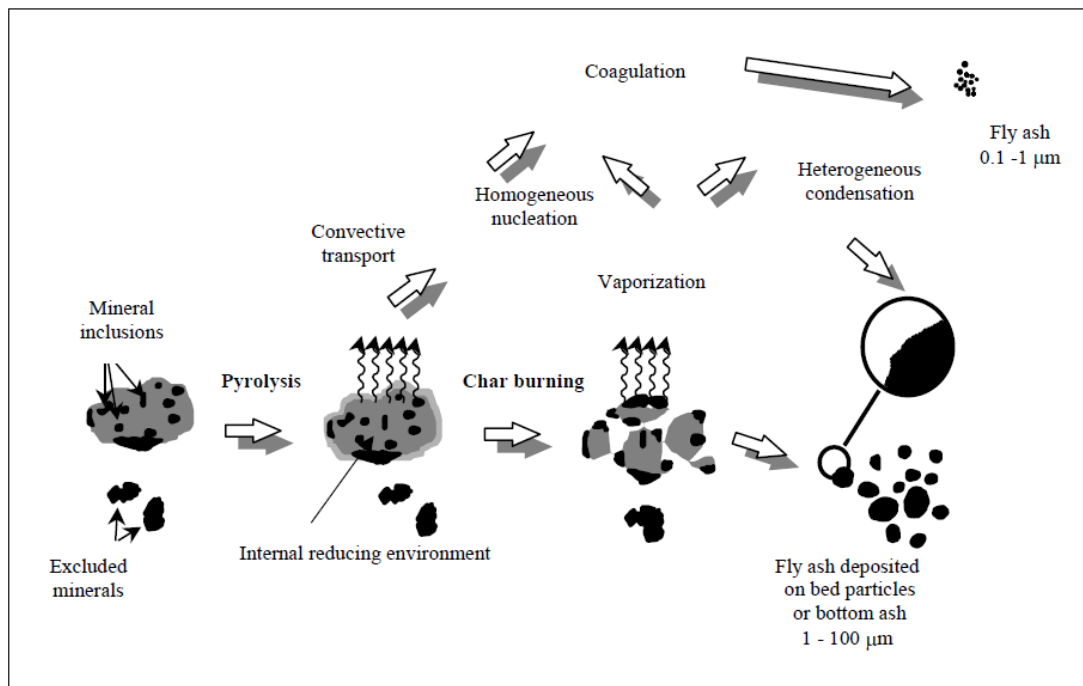 Coagulation
Fly ash
0.1 -1 μm
Homogeneous
nucleation
Heterogeneous
condensation
Convective
transport
Vaporization
Mineral
inclusions
Pyrolysis
Char burning
Internal reducing environment
Excluded
minerals
Fly ash deposited
on bed particles
or bottom ash
1 - 100 μm